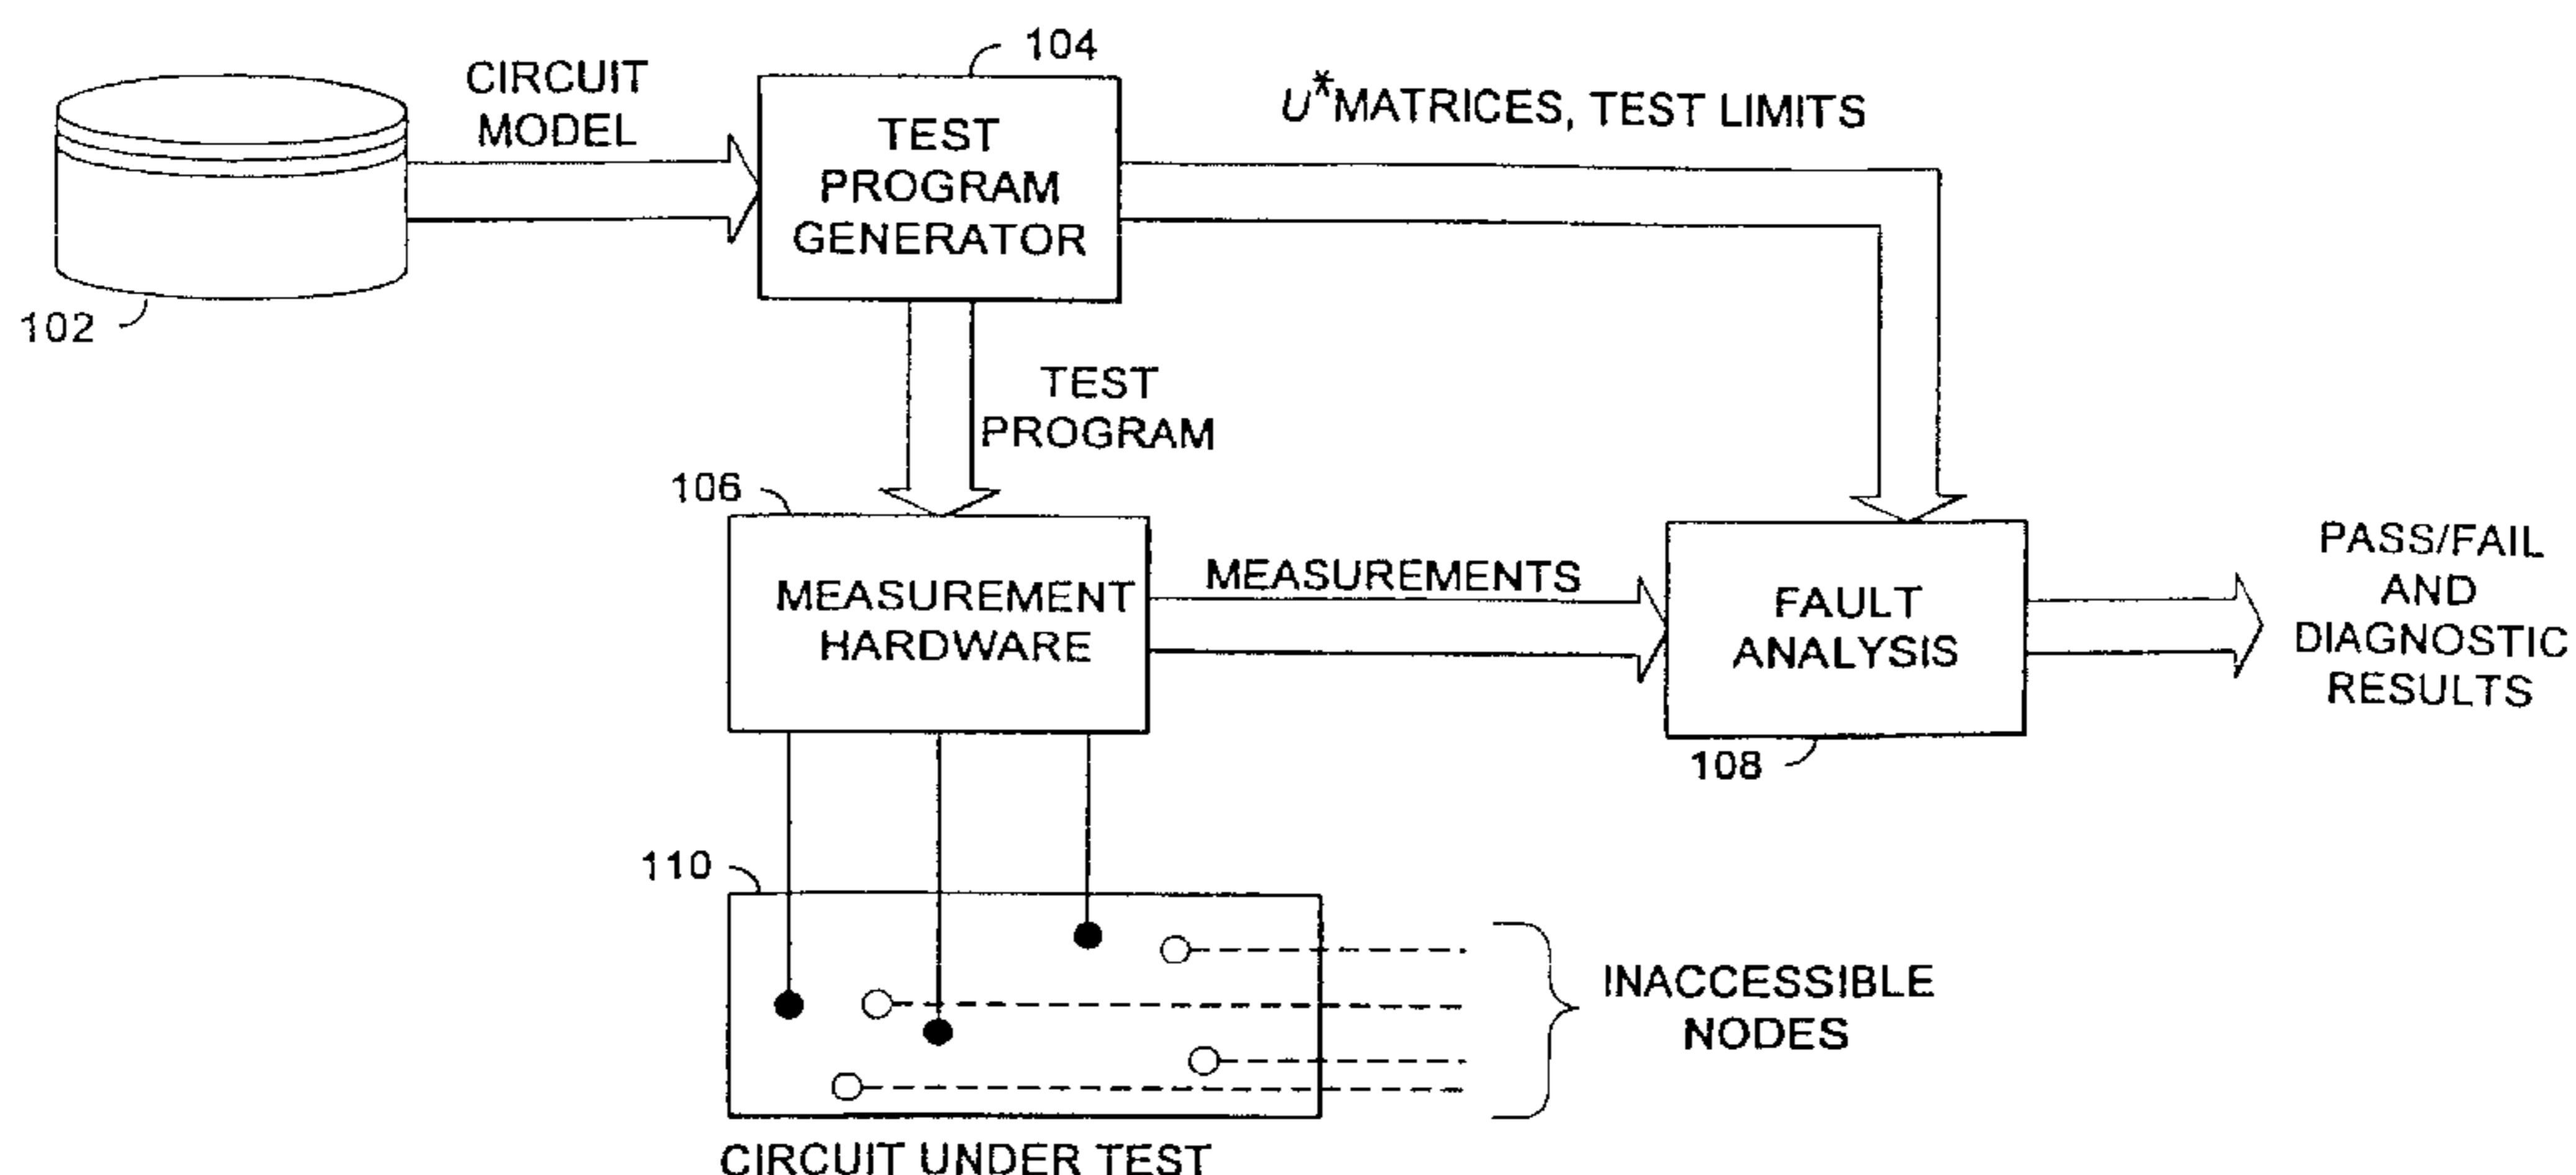 104
CIRCUIT
MODEL
TEST
PROGRAM
GENERATOR
U*MATRICES, TEST LIMITS
102
TEST
PROGRAM
106
MEASUREMENT
HARDWARE
MEASUREMENTS
FAULT
ANALYSIS
108
PASS/FAIL
AND
DIAGNOSTIC
RESULTS
110
INACCESSIBLE
NODES
CIRCUIT UNDER TEST